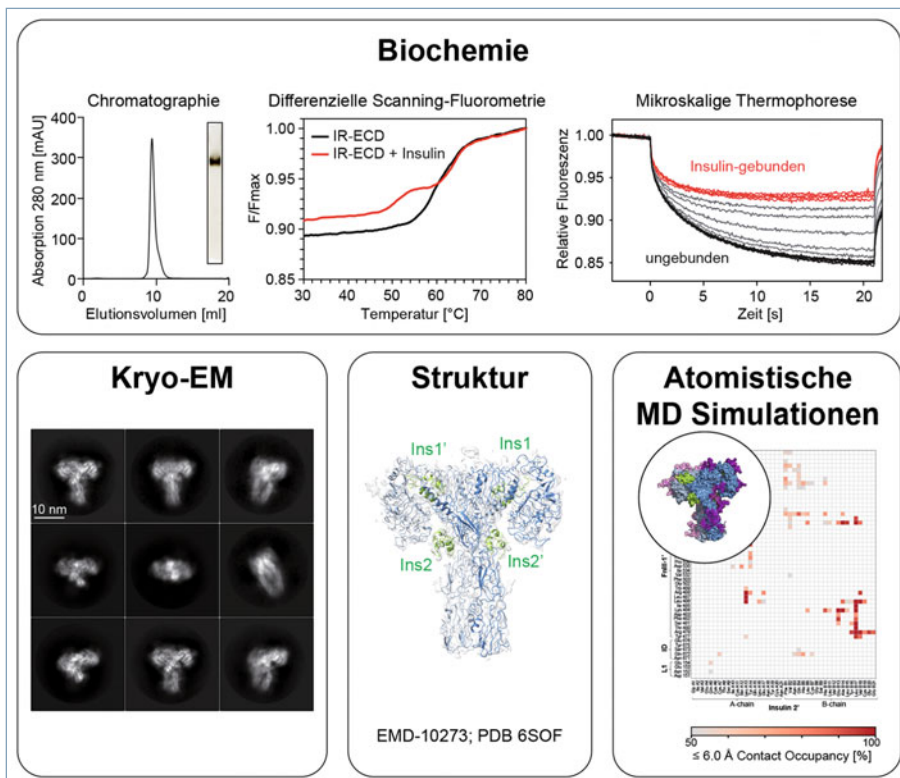 Biochemie
Chromatographie
Absorption 280 nm [mAU]
400
300
200
100
0
0
10
20
Elutionsvolumen [ml]
Differenzielle Scanning-Fluorometrie
F/Fmax
1.00
0.95
0.90
0.85
IR-ECD
IR-ECD + Insulin
30
40
50
60
70
80
Temperatur [°C]
Mikroskalige Thermophorese
Relative Fluoreszenz
1.00
0.95
0.90
0.85
Insulin-gebunden
ungebunden
0
5
10
15
20
Zeit [s]
Kryo-EM
10 nm
Struktur
Ins1'
Ins1
Ins2
Ins2'
EMD-10273; PDB 6SOF
Atomistische
MD Simulationen
FnIII-1'
ID
L1
A-chain
Insulin 2'
B-chain
50
100
≤ 6.0 Å Contact Occupancy [%]